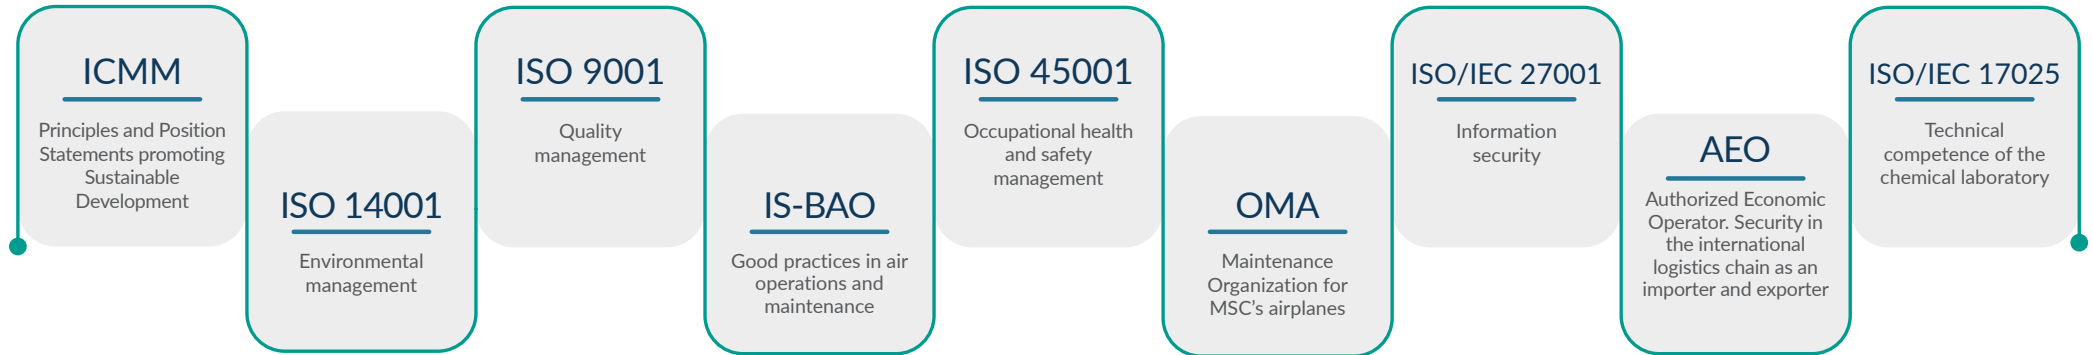 ICMM
Principles and Position
Statements promoting
Sustainable
Development
ISO 14001
Environmental
management
ISO 9001
Quality
management
IS-BAO
Good practices in air
operations and
maintenance
ISO 45001
Occupational health
and safety
management
OMA
Maintenance
Organization for
MSC's airplanes
ISO/IEC 27001
Information
security
AEO
Authorized Economic
Operator. Security in
the international
logistics chain as an
importer and exporter
ISO/IEC 17025
Technical
competence of the
chemical laboratory